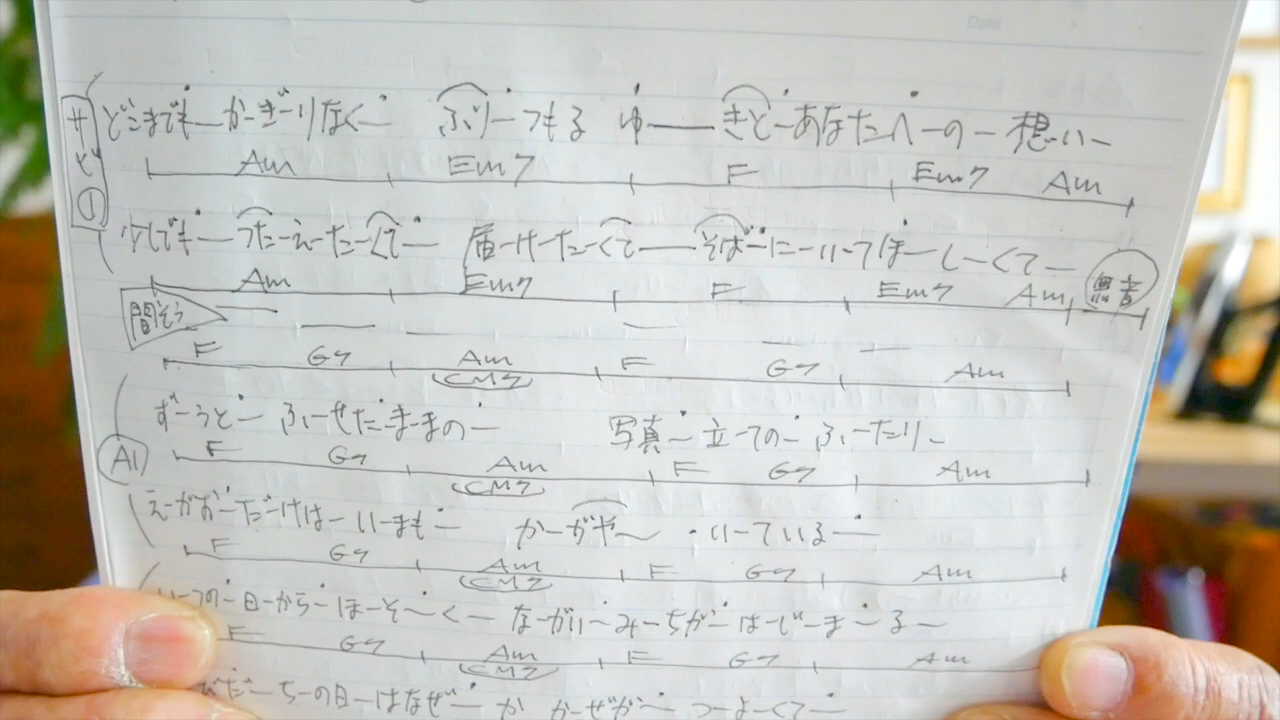 Date
サビ① どこまでもーかーぎーりなくー ふりーつもる ゆーーきとーあなたへーのー想いー
Am Em7 F Em7 Am
少しでもーつたーえーたーくてー 届ーけーたーくてーーそばーにーいーてほーしーくてー 無音
Am Em7 F Em7 Am
間そう
F G7 Am F G7 Am
(CM7)
ずーうとー ふーせたーまーまのー 写真ー立てのーふーたりー
A1
F G7 Am F G7 Am
(CM7)
えーがおーだーけはーいーまもー かーがや〜・いーているー
F G7 Am F G7 Am
(CM7)
いーつのー日ーからーほーそーくー なーがいーみーちがーはーじーまーるー
F G7 Am F G7 Am
(CM7)
だーちーの日ーはなぜーか かーぜがーつーよーくてー